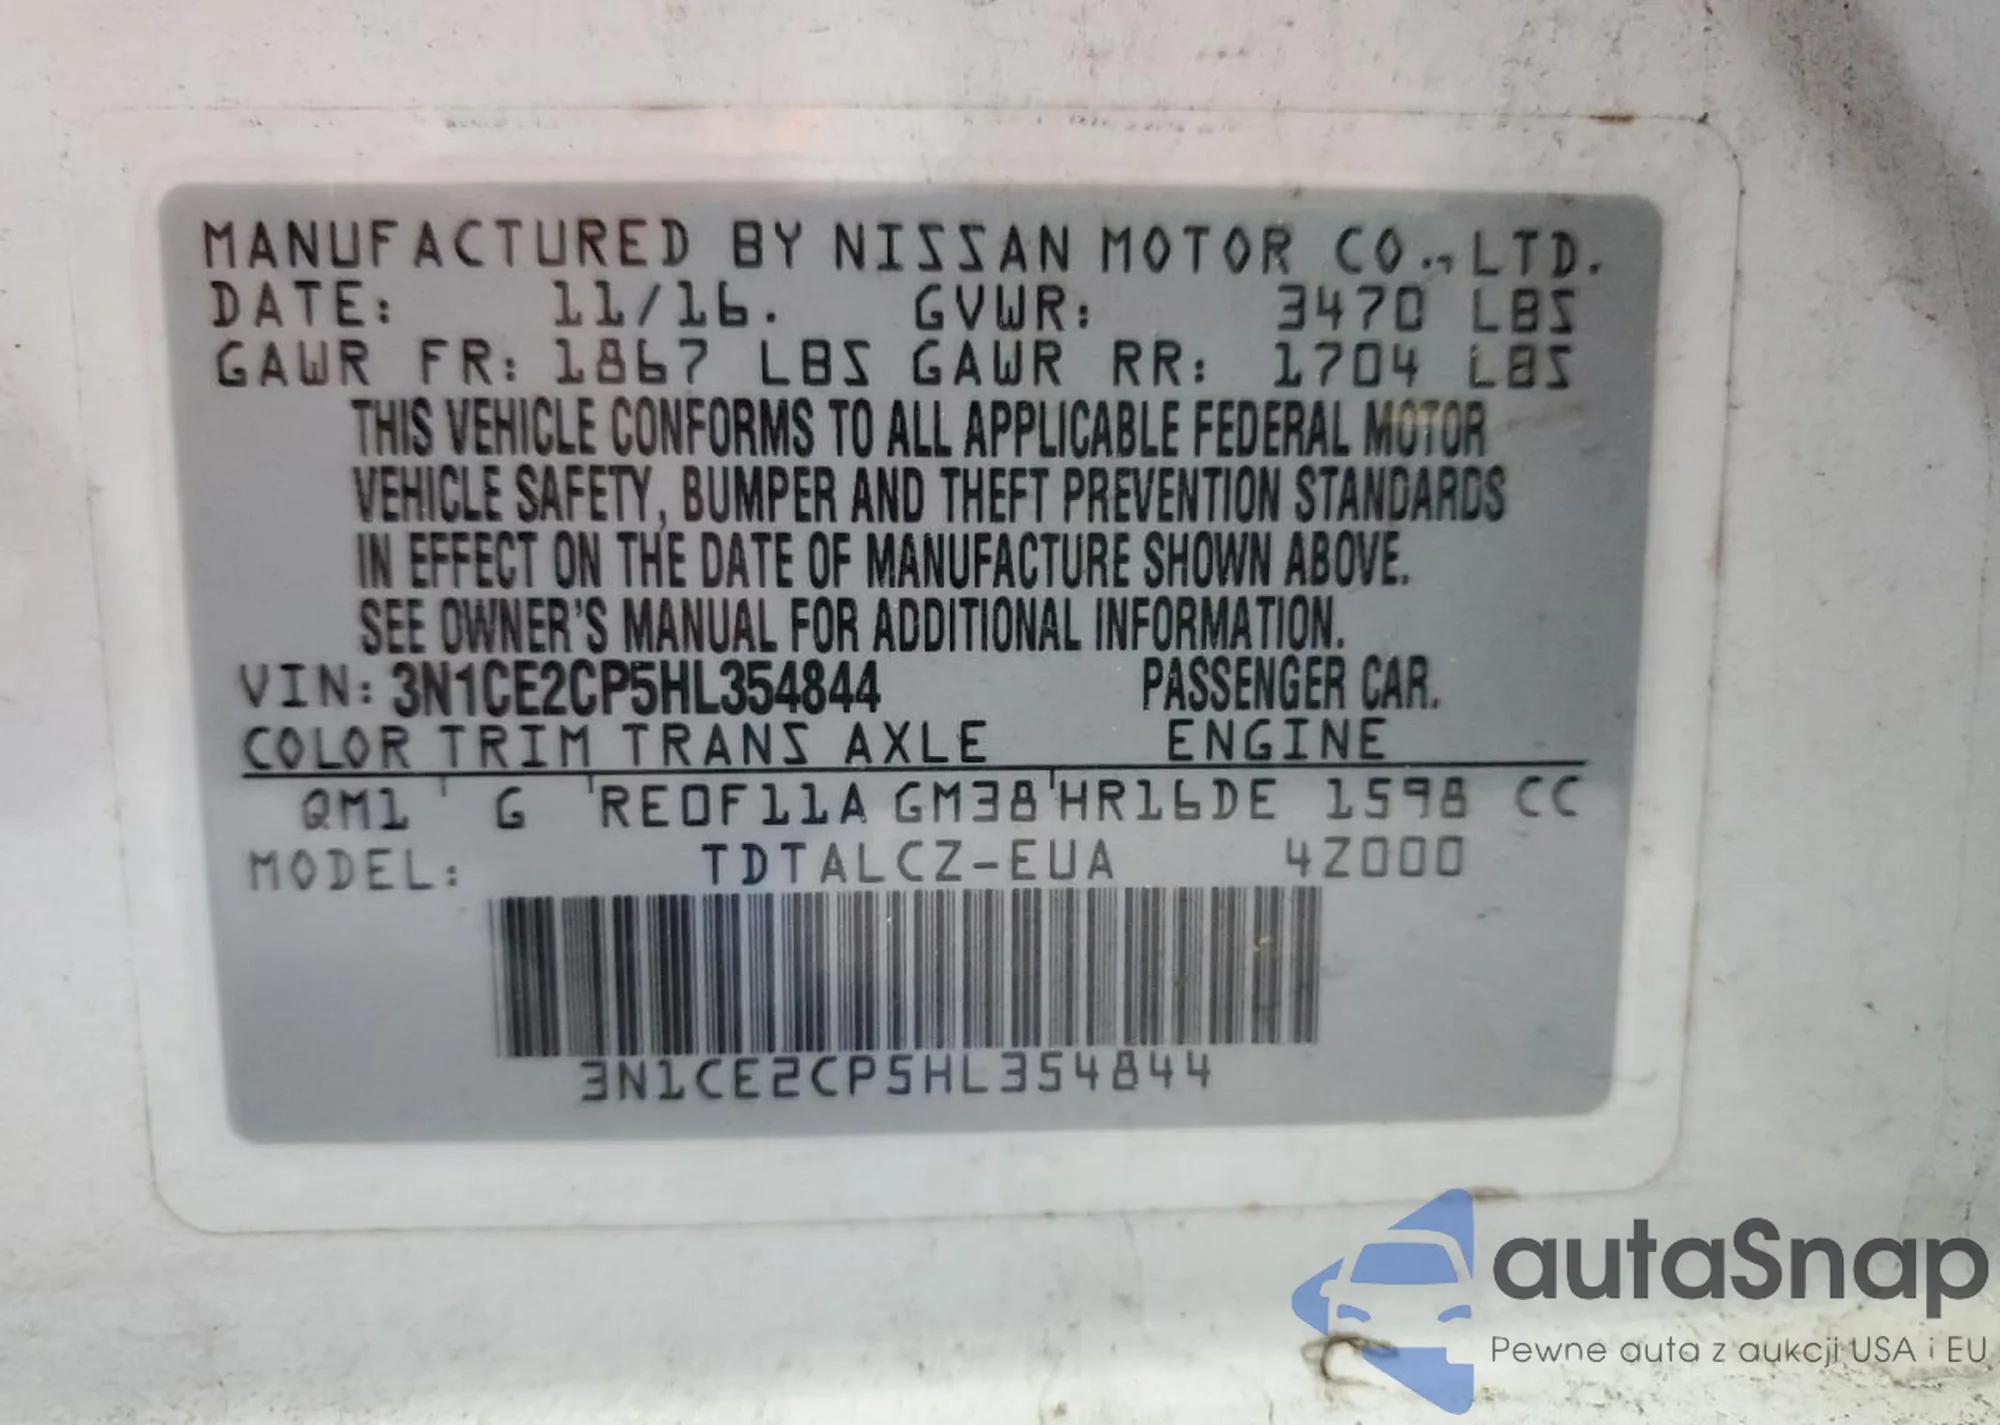 MANUFACTURED BY NISSAN MOTOR CO., LTD.
DATE: 11/16. GVWR: 3470 LBS
GAWR FR: 1867 LBS GAWR RR: 1704 LBS
THIS VEHICLE CONFORMS TO ALL APPLICABLE FEDERAL MOTOR
VEHICLE SAFETY, BUMPER AND THEFT PREVENTION STANDARDS
IN EFFECT ON THE DATE OF MANUFACTURE SHOWN ABOVE.
SEE OWNER'S MANUAL FOR ADDITIONAL INFORMATION.
VIN: 3N1CE2CP5HL354844 PASSENGER CAR.
COLOR TRIM TRANS AXLE ENGINE
QM1 G RE0F11A GM38 HR16DE 1598 CC
MODEL: TDTALCZ-EUA 4Z000
3N1CE2CP5HL354844
autaSnap
Pewne auta z aukcji USA i EU